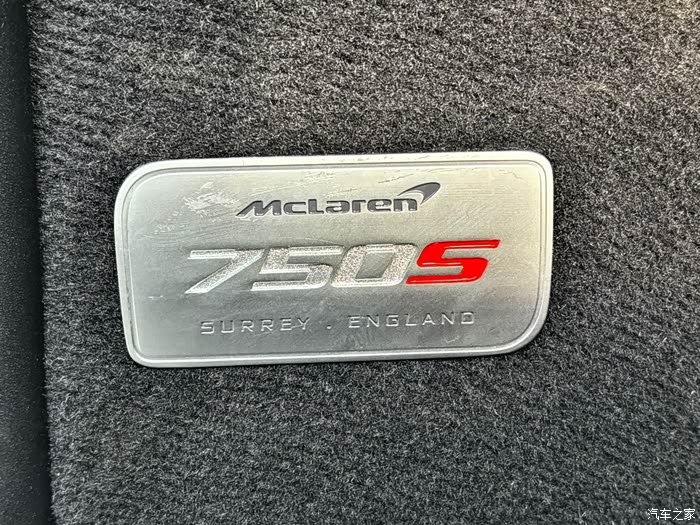 McLaren
750S
SURREY . ENGLAND
汽车之家